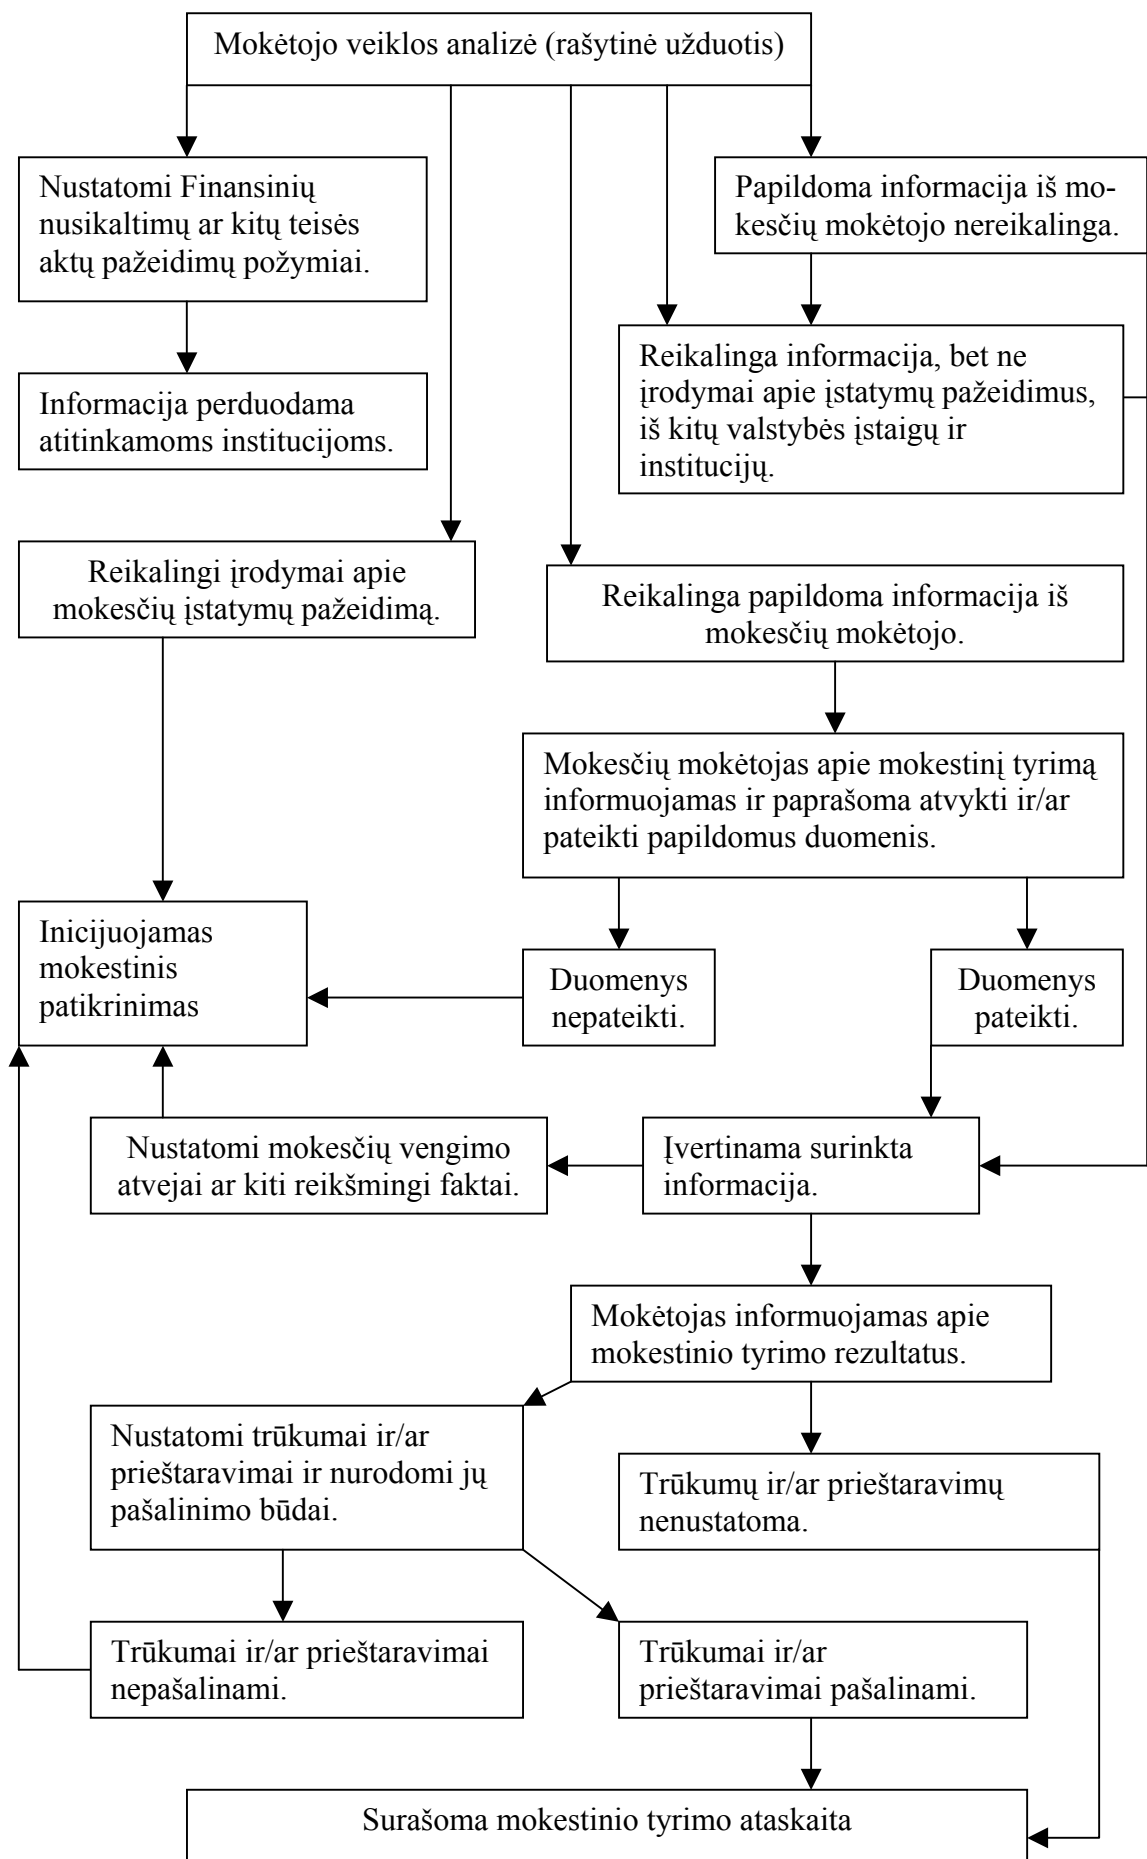 Mokėtojo veiklos analizė (rašytinė užduotis)
Nustatomi Finansinių
nusikaltimų ar kitų teisės
aktų pažeidimų požymiai.
Papildoma informacija iš mo-
kesčių mokėtojo nereikalinga.
Reikalinga informacija, bet ne
įrodymai apie įstatymų pažeidimus,
iš kitų valstybės įstaigų ir
institucijų.
Informacija perduodama
atitinkamoms institucijoms.
Reikalingi įrodymai apie
mokesčių įstatymų pažeidimą.
Reikalinga papildoma informacija iš
mokesčių mokėtojo.
Mokesčių mokėtojas apie mokestinį tyrimą
informuojamas ir paprašoma atvykti ir/ar
pateikti papildomus duomenis.
Inicijuojamas
mokestinis
patikrinimas
Duomenys
nepateikti.
Duomenys
pateikti.
Nustatomi mokesčių vengimo
atvejai ar kiti reikšmingi faktai.
Įvertinama surinkta
informacija.
Mokėtojas informuojamas apie
mokestinio tyrimo rezultatus.
Nustatomi trūkumai ir/ar
prieštaravimai ir nurodomi jų
pašalinimo būdai.
Trūkumų ir/ar prieštaravimų
nenustatoma.
Trūkumai ir/ar prieštaravimai
nepašalinami.
Trūkumai ir/ar
prieštaravimai pašalinami.
Surašoma mokestinio tyrimo ataskaita